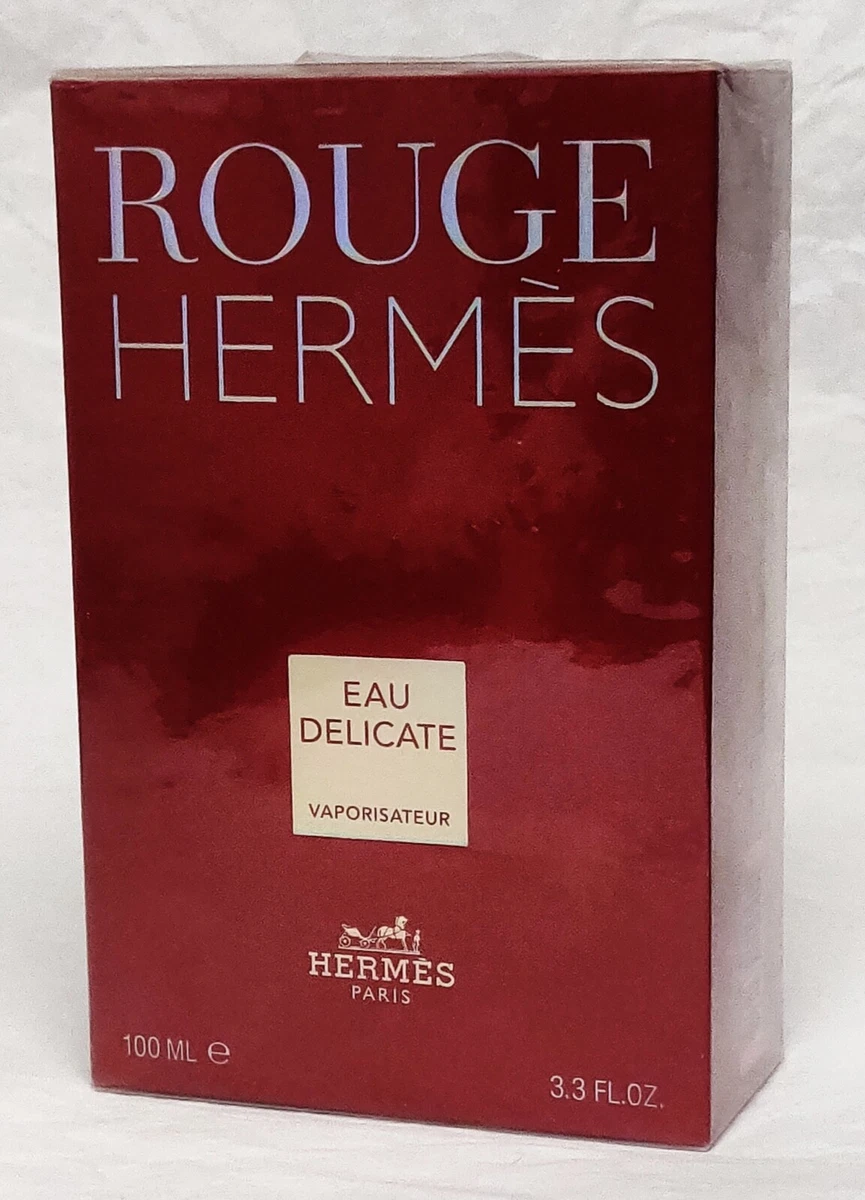 ROUGE
HERMÈS
EAU
DELICATE
VAPORISATEUR
HERMÈS
PARIS
100 ML ℮
3.3 FL.OZ.